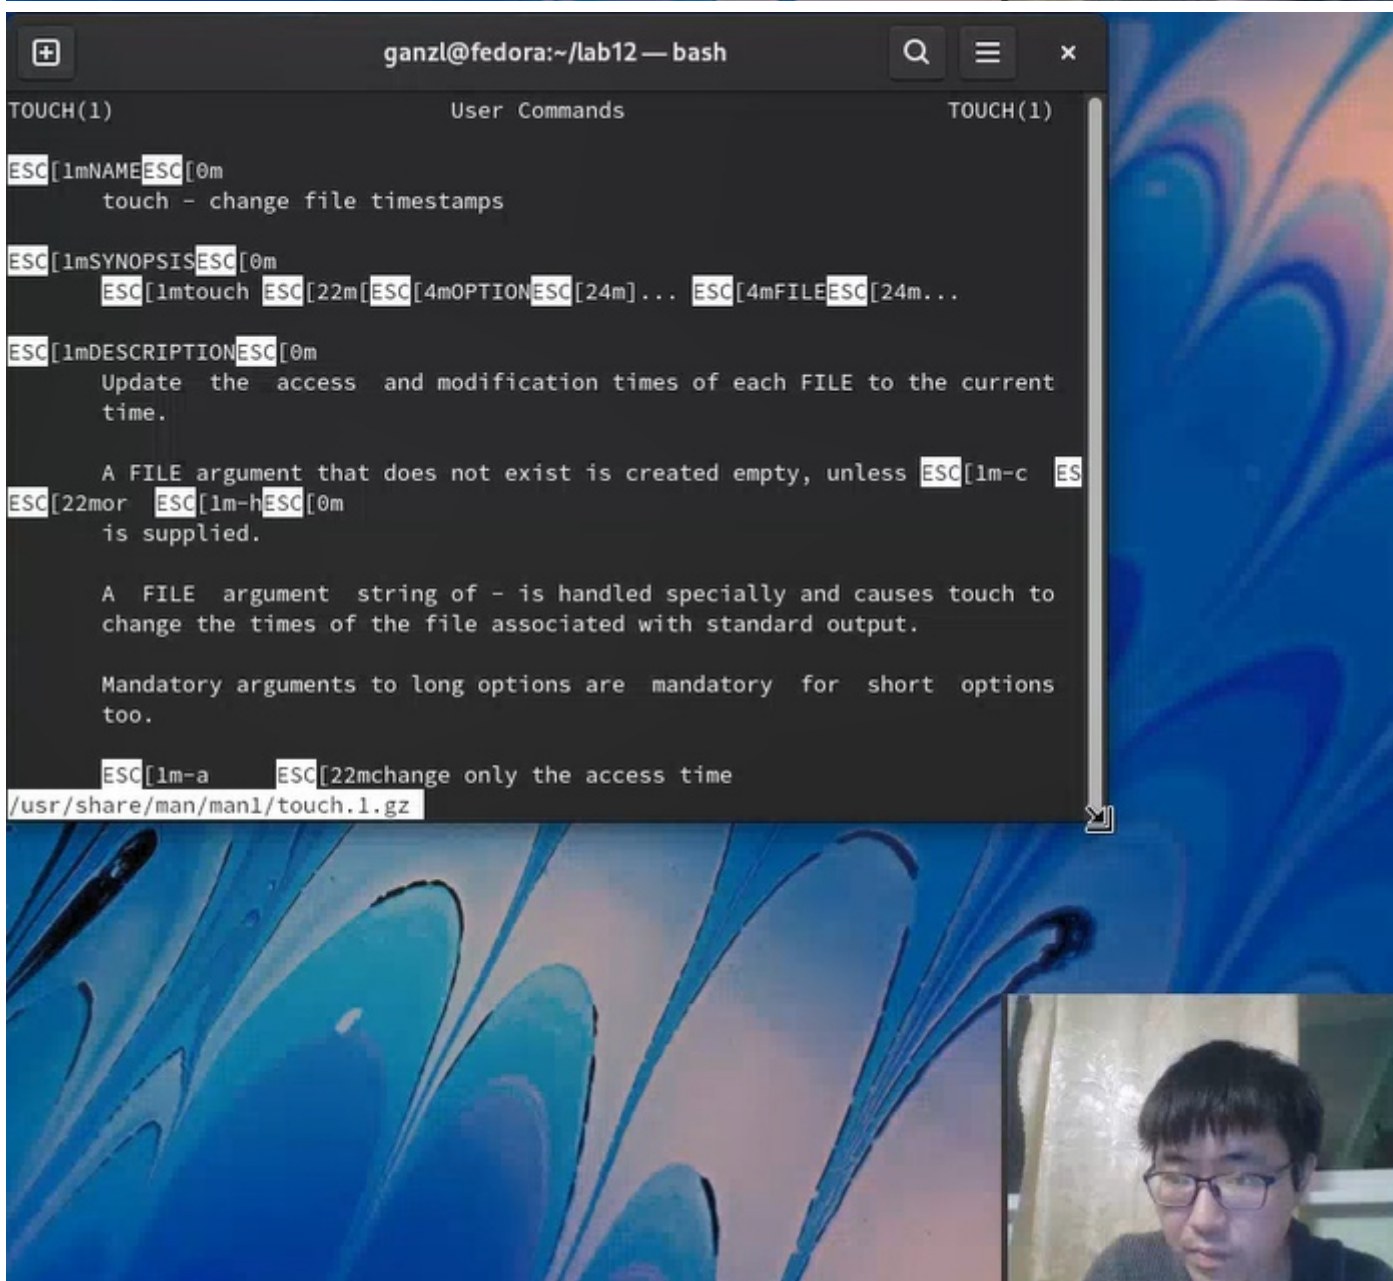 ganzl@fedora:~/lab12 — bash
TOUCH(1) User Commands TOUCH(1)
ESC[1mNAMEESC[0m
touch - change file timestamps
ESC[1mSYNOPSISESC[0m
ESC[1mtouch ESC[22m[ESC[4mOPTIONESC[24m]... ESC[4mFILEESC[24m...
ESC[1mDESCRIPTIONESC[0m
Update the access and modification times of each FILE to the current
time.
A FILE argument that does not exist is created empty, unless ESC[1m-c ES
ESC[22mor ESC[1m-hESC[0m
is supplied.
A FILE argument string of - is handled specially and causes touch to
change the times of the file associated with standard output.
Mandatory arguments to long options are mandatory for short options
too.
ESC[1m-a ESC[22mchange only the access time
/usr/share/man/man1/touch.1.gz